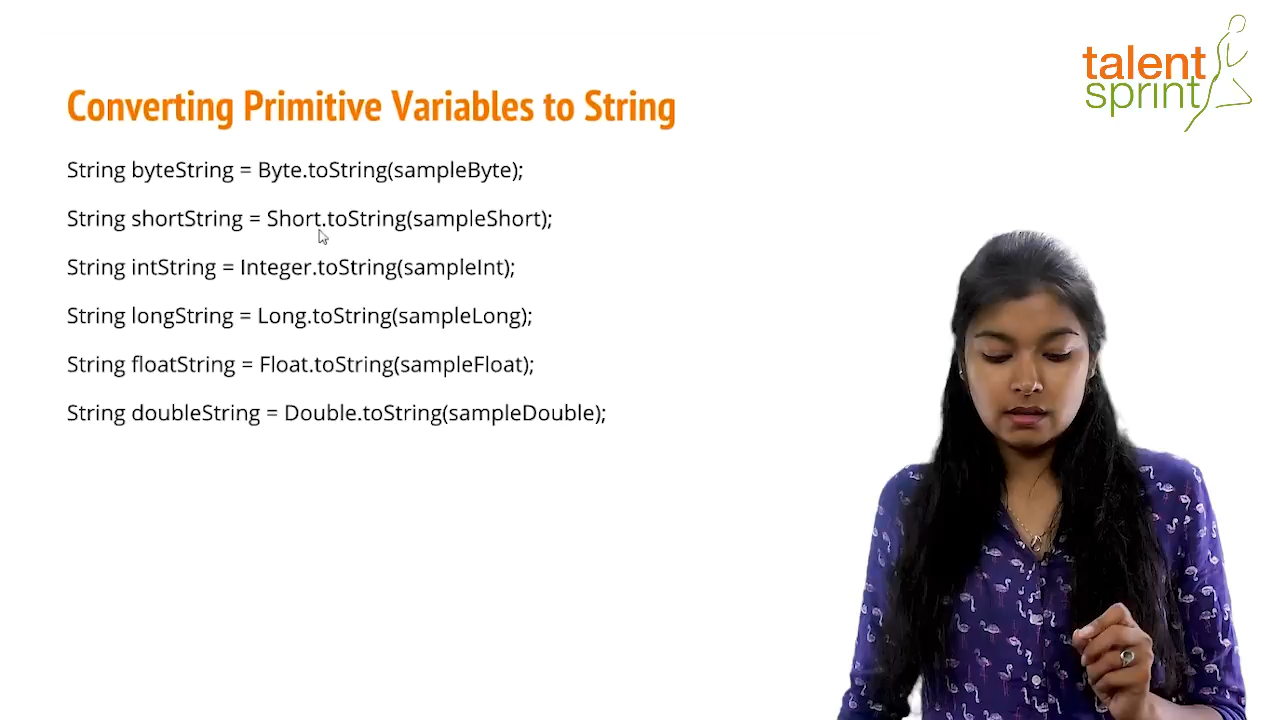 talent
sprint
Converting Primitive Variables to String
String byteString = Byte.toString(sampleByte);
String shortString = Short.toString(sampleShort);
String intString = Integer.toString(sampleInt);
String longString = Long.toString(sampleLong);
String floatString = Float.toString(sampleFloat);
String doubleString = Double.toString(sampleDouble);